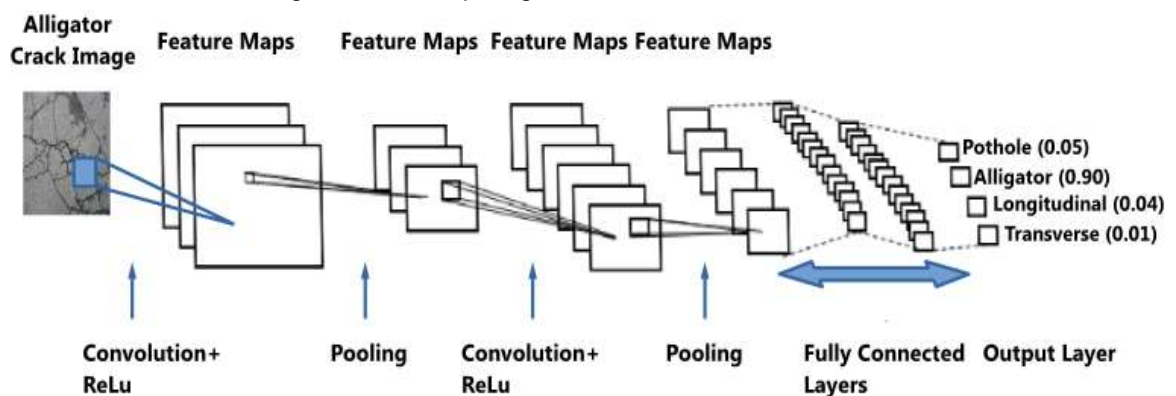 Alligator
Crack Image
Feature Maps
Feature Maps
Feature Maps
Feature Maps
Pothole (0.05)
Alligator (0.90)
Longitudinal (0.04)
Transverse (0.01)
Convolution+
ReLu
Pooling
Convolution+
ReLu
Pooling
Fully Connected
Layers
Output Layer